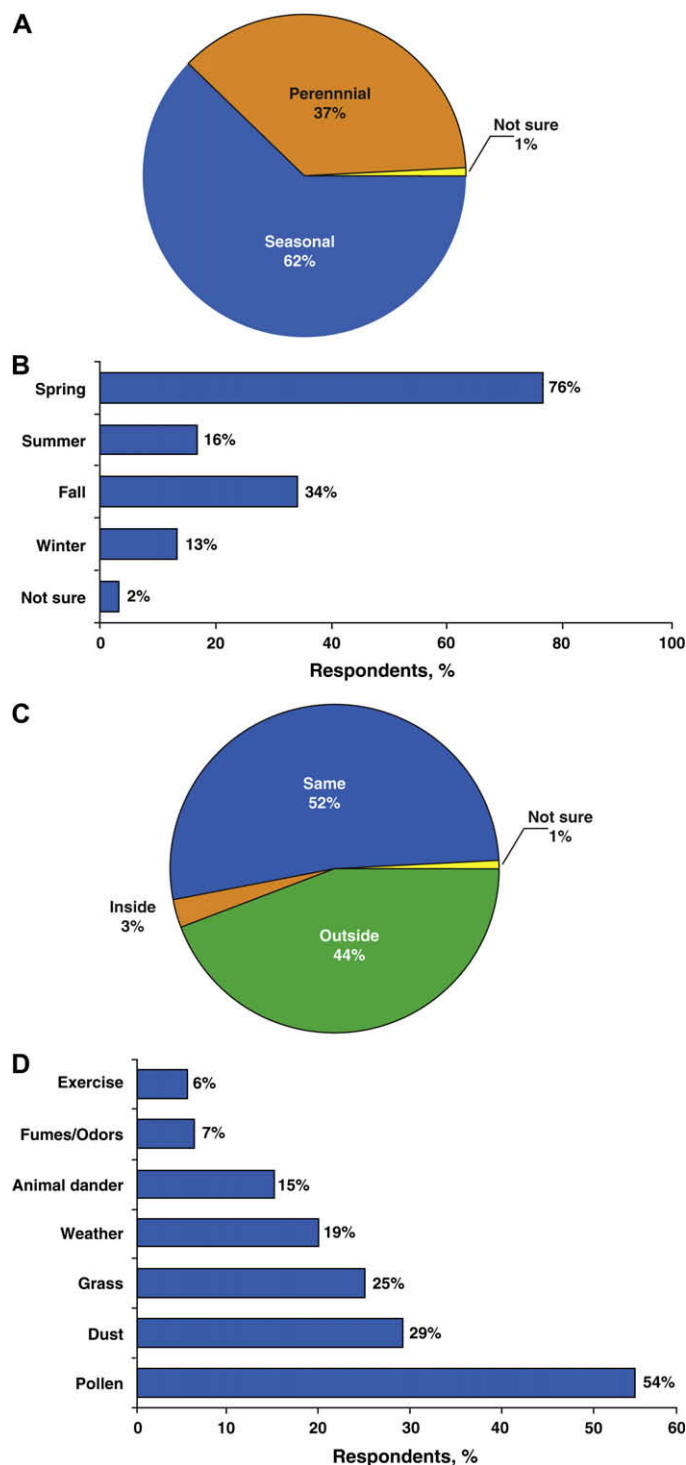 A
Perennnial
37%
Not sure
1%
Seasonal
62%
B
Spring
76%
Summer
16%
Fall
34%
Winter
13%
Not sure
2%
0 20 40 60 80 100
Respondents, %
C
Same
52%
Not sure
1%
Inside
3%
Outside
44%
D
Exercise
6%
Fumes/Odors
7%
Animal dander
15%
Weather
19%
Grass
25%
Dust
29%
Pollen
54%
0 10 20 30 40 50 60
Respondents, %